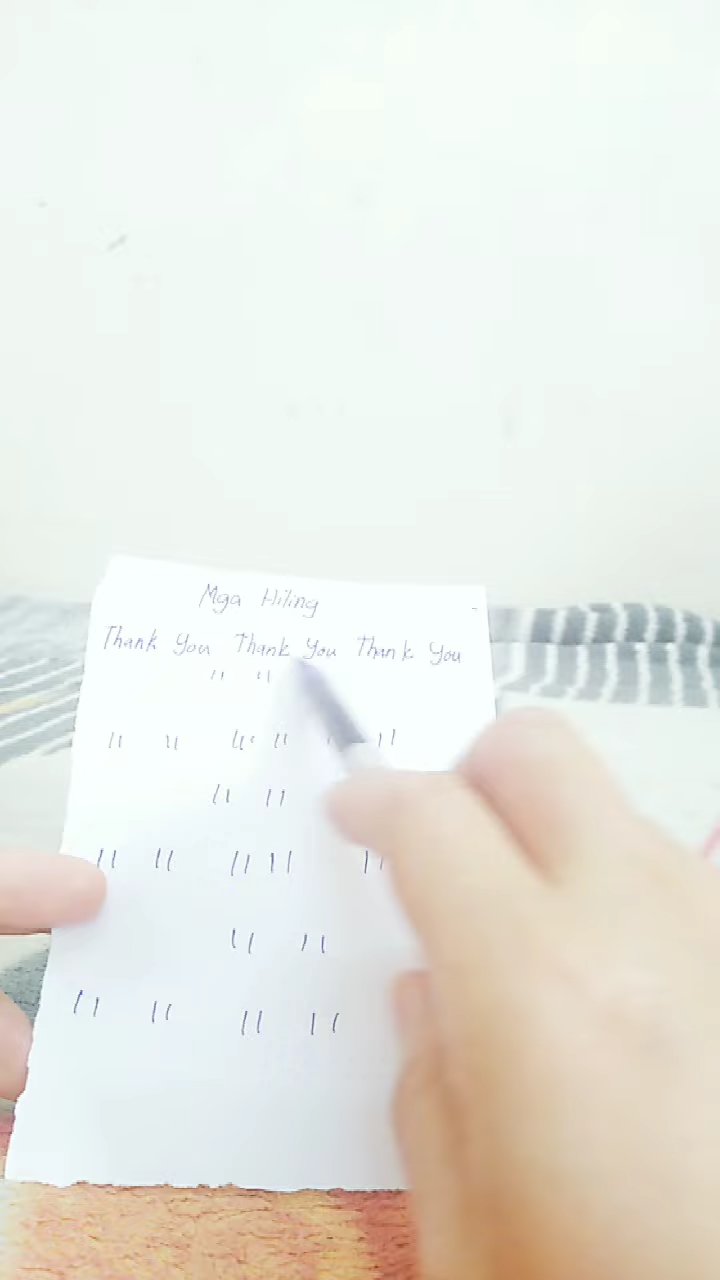 Mga Hiling
Thank You Thank You Thank You
" "
" " " " "
" "
" " " " "
" "
" " " "